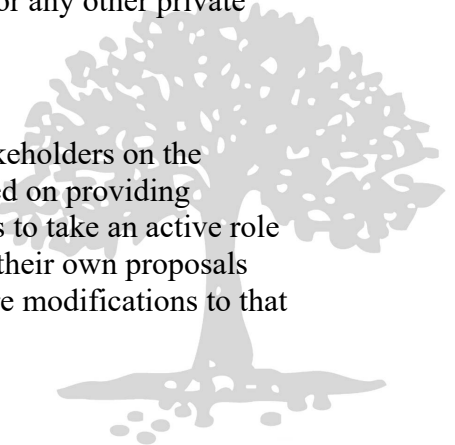 or any other private
keholders on the
ed on providing
s to take an active role
their own proposals
re modifications to that